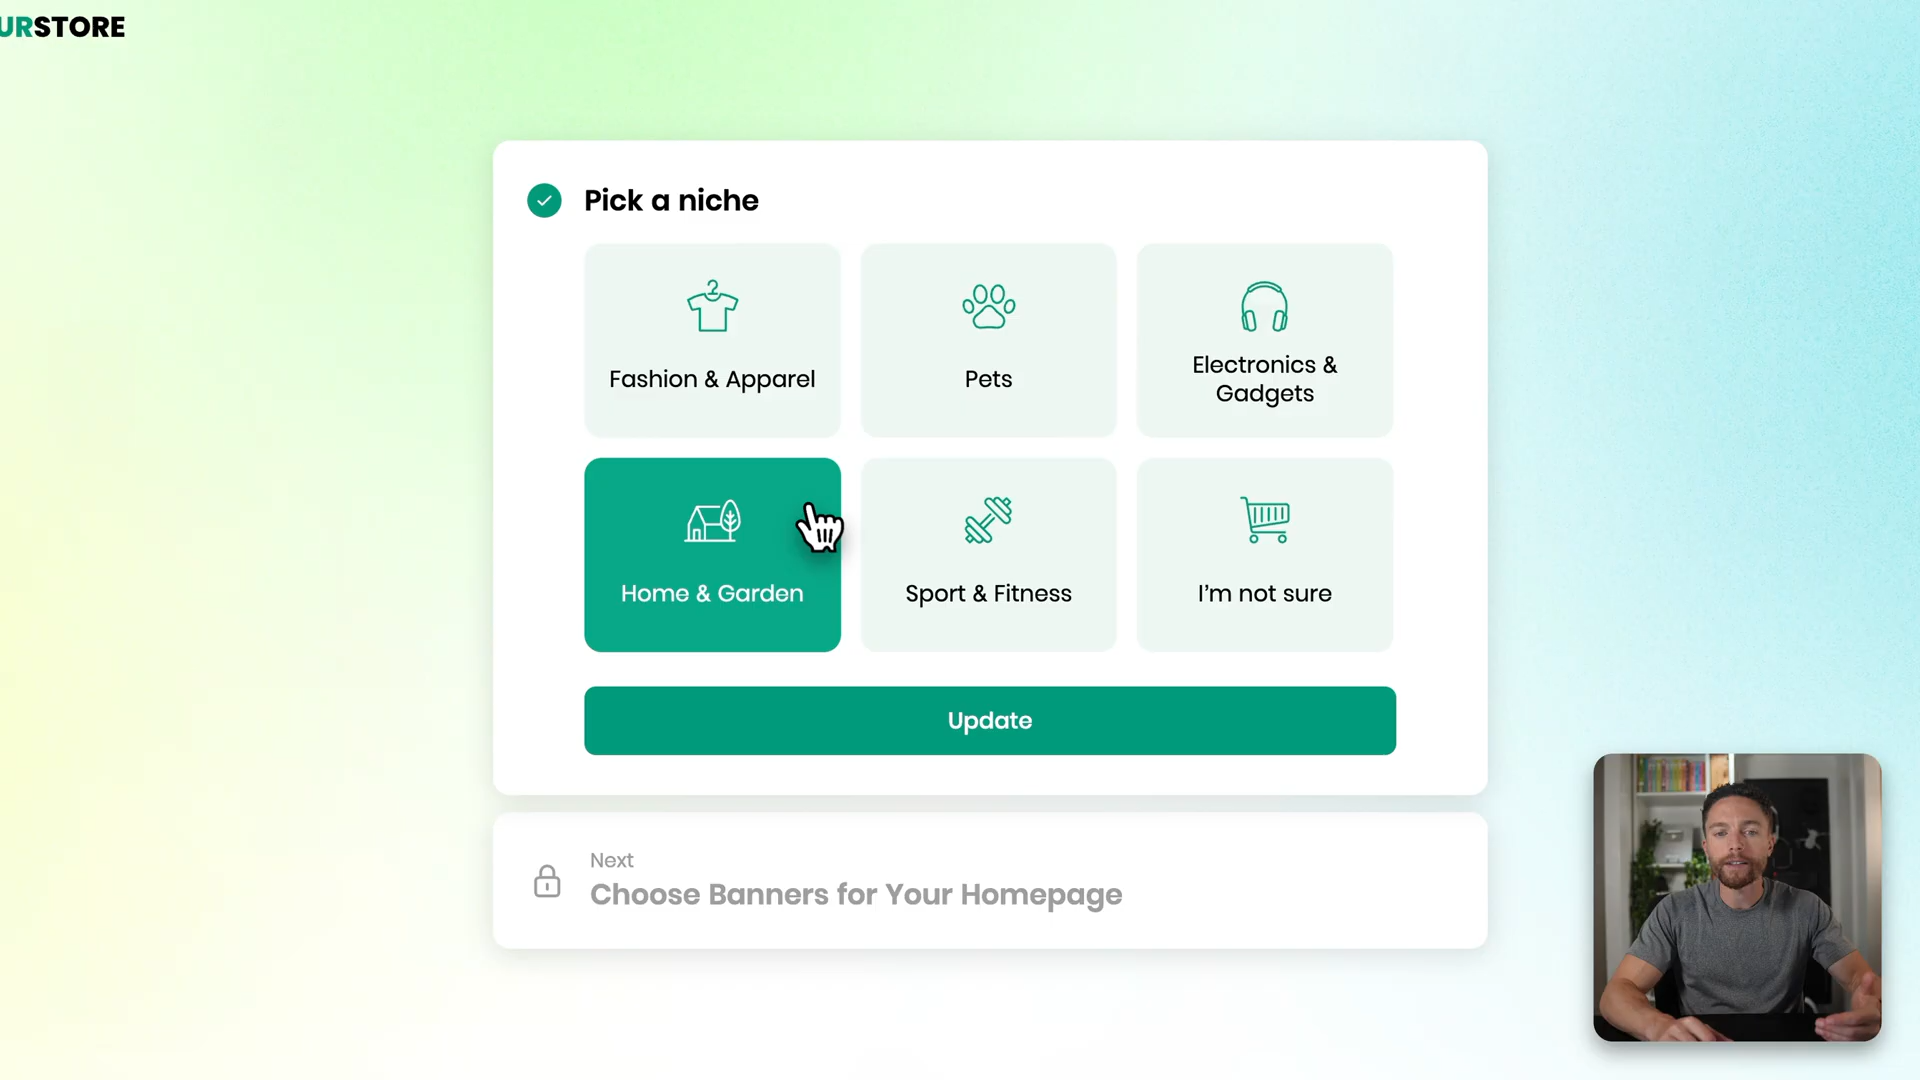 URSTORE
Pick a niche
Fashion & Apparel
Pets
Electronics &
Gadgets
Home & Garden
Sport & Fitness
I'm not sure
Update
Next
Choose Banners for Your Homepage